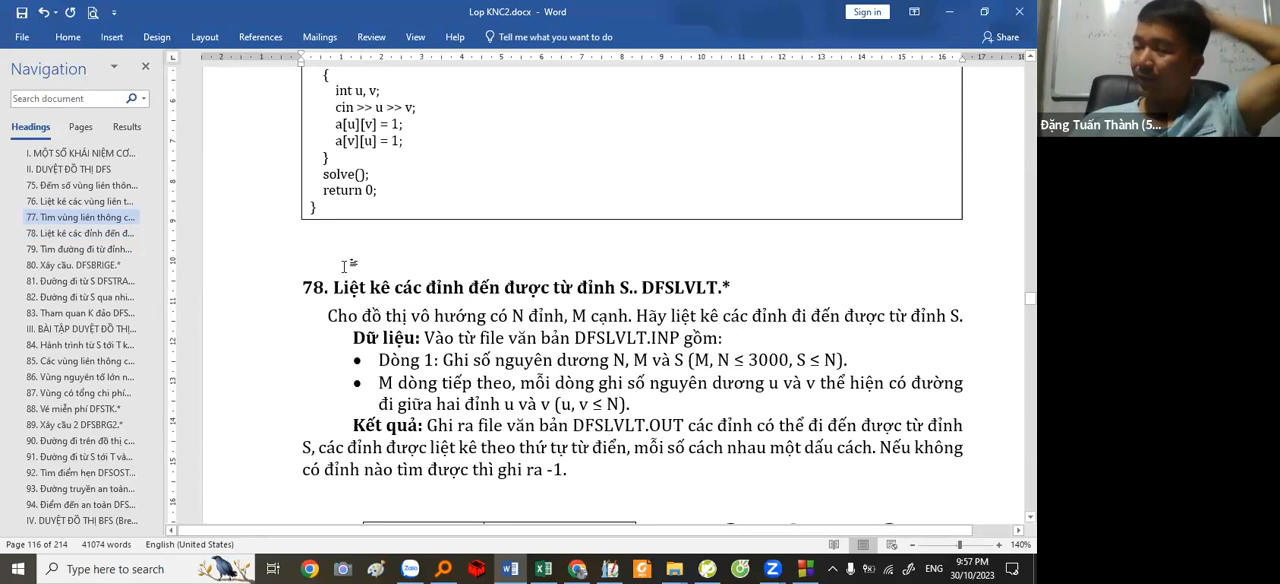 Lop KNC2.docx - Word
Sign in
File Home Insert Design Layout References Mailings Review View Help Tell me what you want to do Share
Navigation
Search document
Headings Pages Results
I. MỘT SỐ KHÁI NIỆM CƠ...
II. DUYỆT ĐỒ THỊ DFS
75. Đếm số vùng liên thôn...
76. Liệt kê các vùng liên t...
77. Tìm vùng liên thông c...
78. Liệt kê các đỉnh đến đ...
79. Tìm đường đi từ đỉnh...
80. Xây cầu. DFSBRIGE.*
81. Đường đi từ S DFSTRA...
82. Đường đi từ S qua nhi...
83. Tham quan K đảo DFS...
III. BÀI TẬP DUYỆT ĐỒ TH...
84. Hành trình từ S tới T k...
85. Các vùng liên thông c...
86. Vùng nguyên tố lớn n...
87. Vùng có tổng chi phí...
88. Vé miễn phí DFSTK.*
89. Xây cầu 2 DFSBRG2.*
90. Đường đi trên đồ thị c...
91. Đường đi từ S tới T và...
92. Tìm điểm hẹn DFSOST...
93. Đường truyền an toàn...
94. Điểm đến an toàn DFS...
IV. DUYỆT ĐỒ THỊ BFS (Bre...
{
int u, v;
cin >> u >> v;
a[u][v] = 1;
a[v][u] = 1;
}
solve();
return 0;
}
78. Liệt kê các đỉnh đến được từ đỉnh S.. DFSLVLT.*
Cho đồ thị vô hướng có N đỉnh, M cạnh. Hãy liệt kê các đỉnh đi đến được từ đỉnh S.
Dữ liệu: Vào từ file văn bản DFSLVLT.INP gồm:
• Dòng 1: Ghi số nguyên dương N, M và S (M, N ≤ 3000, S ≤ N).
• M dòng tiếp theo, mỗi dòng ghi số nguyên dương u và v thể hiện có đường
đi giữa hai đỉnh u và v (u, v ≤ N).
Kết quả: Ghi ra file văn bản DFSLVLT.OUT các đỉnh có thể đi đến được từ đỉnh
S, các đỉnh được liệt kê theo thứ tự từ điển, mỗi số cách nhau một dấu cách. Nếu không
có đỉnh nào tìm được thì ghi ra -1.
Đặng Tuấn Thành (5...
Page 116 of 214 41074 words English (United States) 140%
Type here to search
Zalo
ENG
9:57 PM
30/10/2023